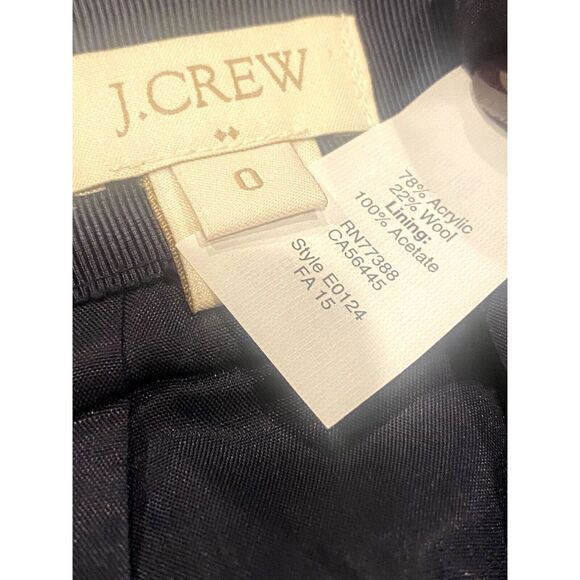 J.CREW
0
78% Acrylic
22% Wool
Lining:
100% Acetate
RN77388
CA56445
Style E0124
FA 15